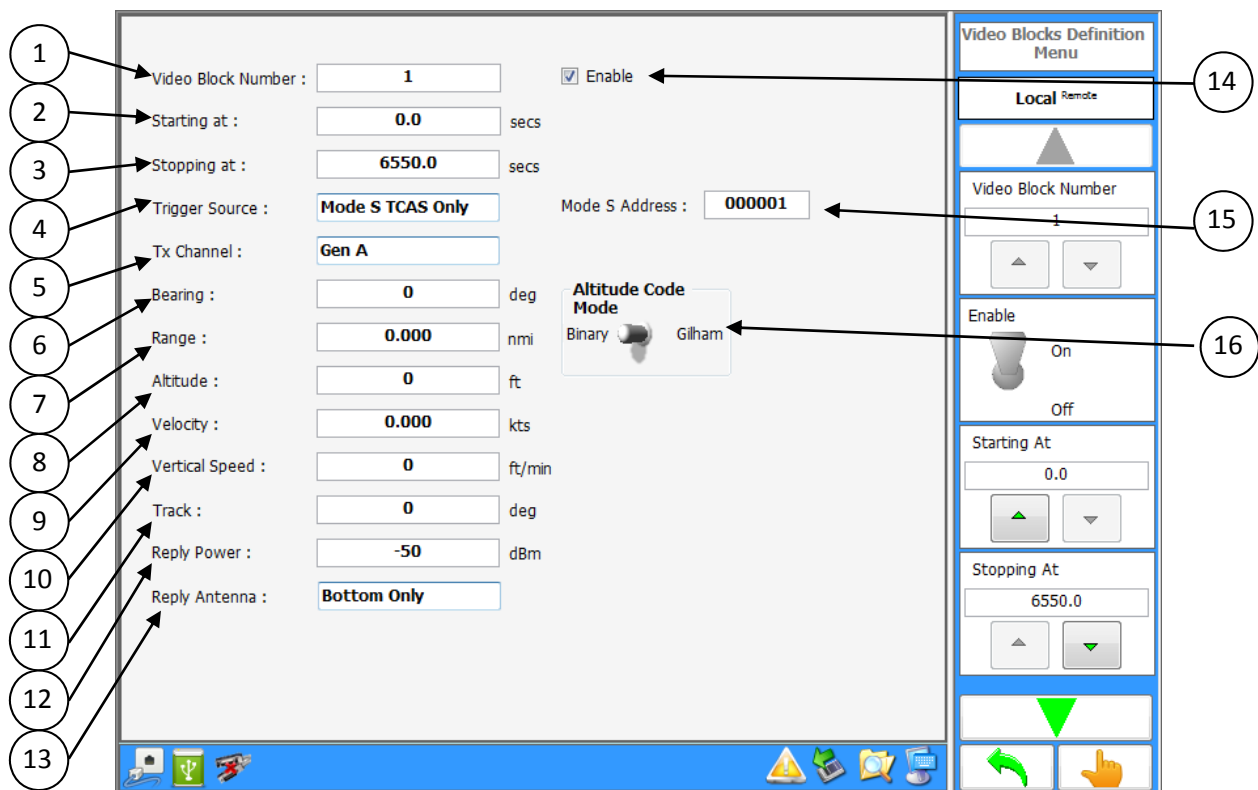 1
Video Block Number :
1
Enable
14
2
Starting at :
0.0
secs
3
Stopping at :
6550.0
secs
4
Trigger Source :
Mode S TCAS Only
Mode S Address :
000001
15
5
Tx Channel :
Gen A
6
Bearing :
0
deg
Altitude Code
Mode
Binary
Gilham
16
7
Range :
0.000
nmi
8
Altitude :
0
ft
9
Velocity :
0.000
kts
10
Vertical Speed :
0
ft/min
11
Track :
0
deg
12
Reply Power :
-50
dBm
13
Reply Antenna :
Bottom Only
Video Blocks Definition
Menu
Local Remote
Video Block Number
1
Enable
On
Off
Starting At
0.0
Stopping At
6550.0